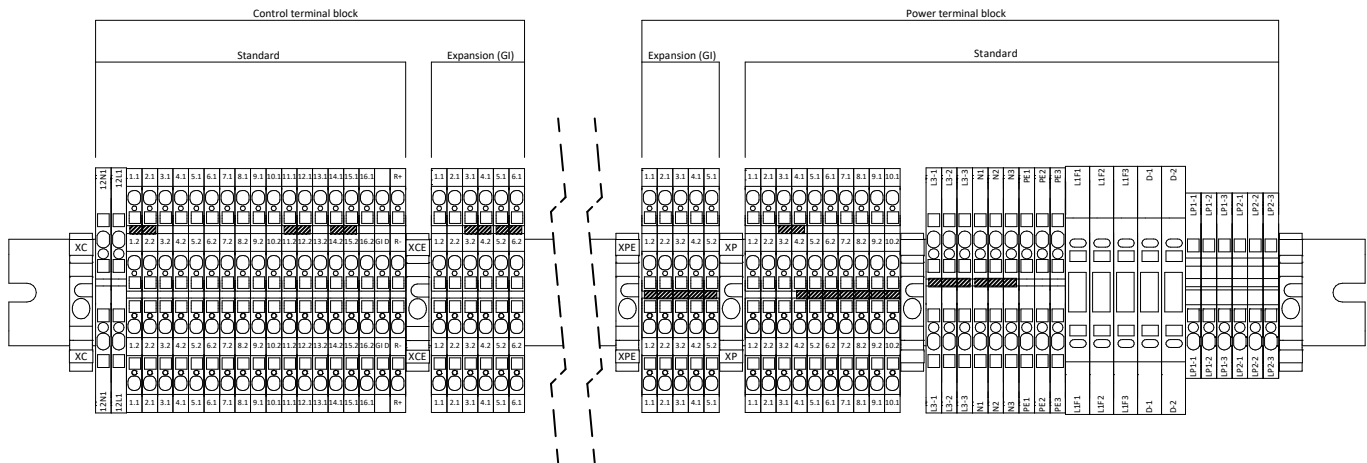 Control terminal block
Power terminal block
Standard
Expansion (GI)
Expansion (GI)
Standard
12N1 12L1
1.1 2.1 3.1 4.1 5.1 6.1 7.1 8.1 9.1 10.1 11.1 12.1 13.1 14.1 15.1 16.1 R+
1.1 2.1 3.1 4.1 5.1 6.1
1.1 2.1 3.1 4.1 5.1
1.1 2.1 3.1 4.1 5.1 6.1 7.1 8.1 9.1 10.1
L3-1 L3-2 L3-3 N1 N2 N3 PE1 PE2 PE3 L1F1 L1F2 L1F3 D-1 D-2
LP1-1 LP1-2 LP1-3 LP2-1 LP2-2 LP2-3
XC
1.2 2.2 3.2 4.2 5.2 6.2 7.2 8.2 9.2 10.2 11.2 12.2 13.2 14.2 15.2 16.2 GI D R-
XCE
1.2 2.2 3.2 4.2 5.2 6.2
XPE
1.2 2.2 3.2 4.2 5.2
XP
1.2 2.2 3.2 4.2 5.2 6.2 7.2 8.2 9.2 10.2
XC
1.2 2.2 3.2 4.2 5.2 6.2 7.2 8.2 9.2 10.2 11.2 12.2 13.2 14.2 15.2 16.2 GI D R-
XCE
1.2 2.2 3.2 4.2 5.2 6.2
XPE
1.2 2.2 3.2 4.2 5.2
XP
1.2 2.2 3.2 4.2 5.2 6.2 7.2 8.2 9.2 10.2
LP1-1 LP1-2 LP1-3 LP2-1 LP2-2 LP2-3
12N1 12L1
1.1 2.1 3.1 4.1 5.1 6.1 7.1 8.1 9.1 10.1 11.1 12.1 13.1 14.1 15.1 16.1 R+
1.1 2.1 3.1 4.1 5.1 6.1
1.1 2.1 3.1 4.1 5.1
1.1 2.1 3.1 4.1 5.1 6.1 7.1 8.1 9.1 10.1
L3-1 L3-2 L3-3 N1 N2 N3 PE1 PE2 PE3 L1F1 L1F2 L1F3 D-1 D-2